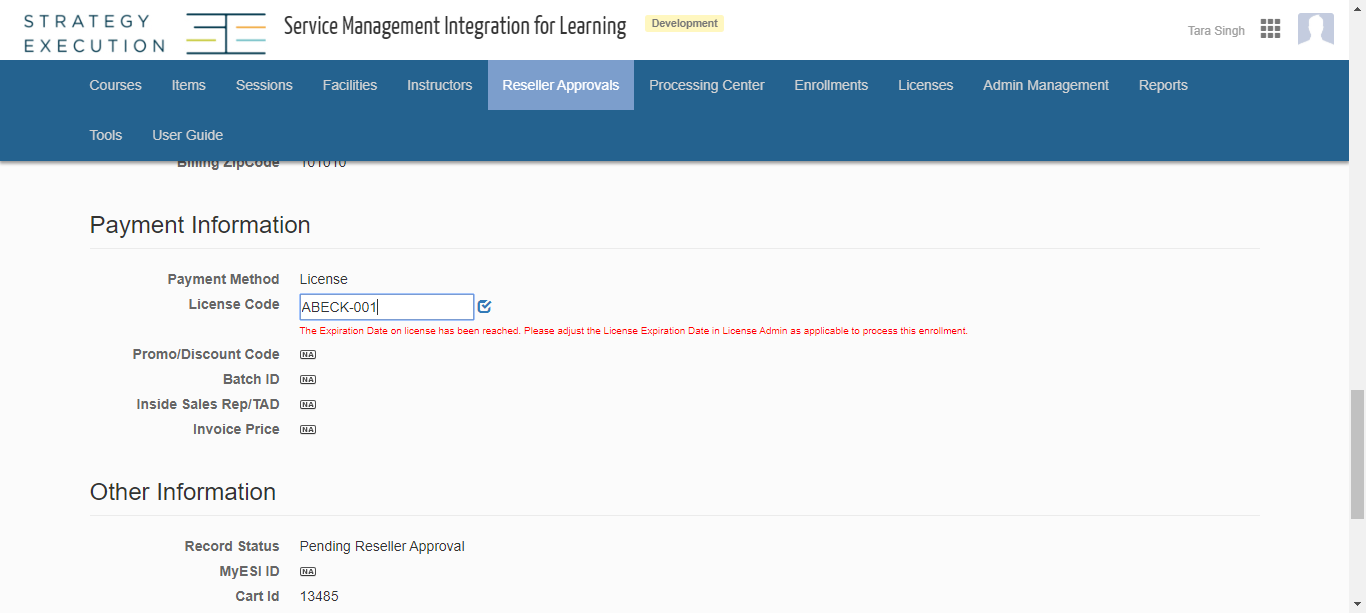 STRATEGY
EXECUTION
Service Management Integration for Learning
Development
Tara Singh
Courses Items Sessions Facilities Instructors Reseller Approvals Processing Center Enrollments Licenses Admin Management Reports
Tools User Guide
Billing ZipCode 101010
Payment Information
Payment Method License
License Code ABECK-001
The Expiration Date on license has been reached. Please adjust the License Expiration Date in License Admin as applicable to process this enrollment.
Promo/Discount Code NA
Batch ID NA
Inside Sales Rep/TAD NA
Invoice Price NA
Other Information
Record Status Pending Reseller Approval
MyESI ID NA
Cart Id 13485